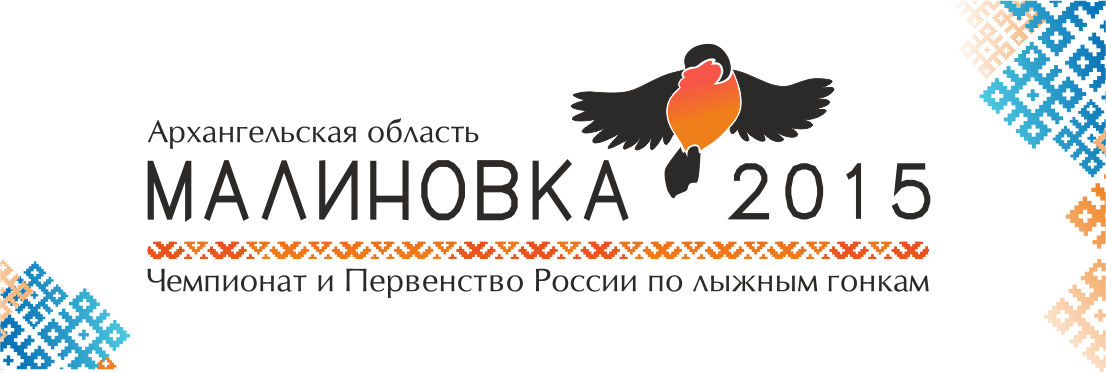 Архангельская область
МАЛИНОВКА 2015
Чемпионат и Первенство России по лыжным гонкам